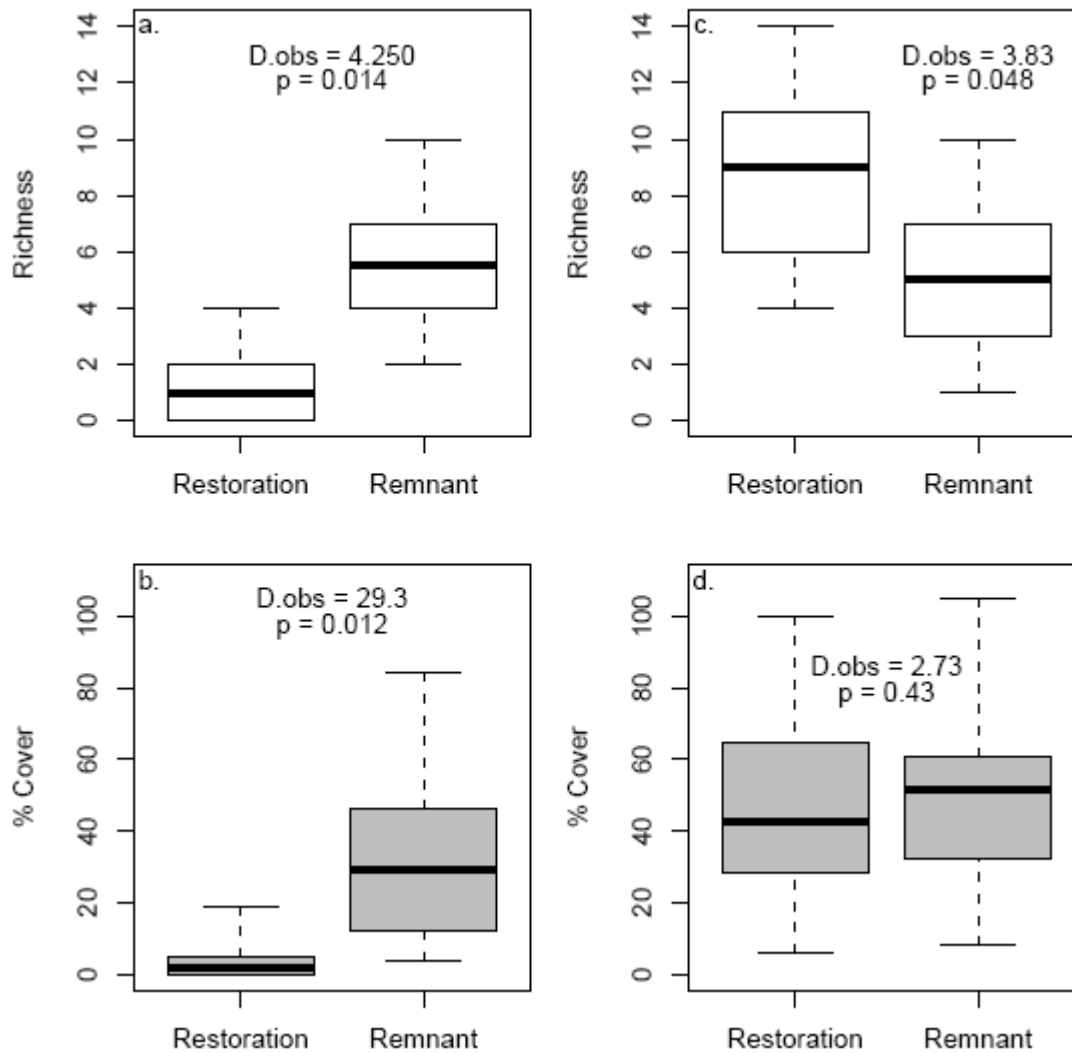 a.
D.obs = 4.250
p = 0.014
Richness
14
12
10
8
6
4
2
0
Restoration Remnant
c.
D.obs = 3.83
p = 0.048
Richness
14
12
10
8
6
4
2
0
Restoration Remnant
b.
D.obs = 29.3
p = 0.012
% Cover
100
80
60
40
20
0
Restoration Remnant
d.
D.obs = 2.73
p = 0.43
% Cover
100
80
60
40
20
0
Restoration Remnant